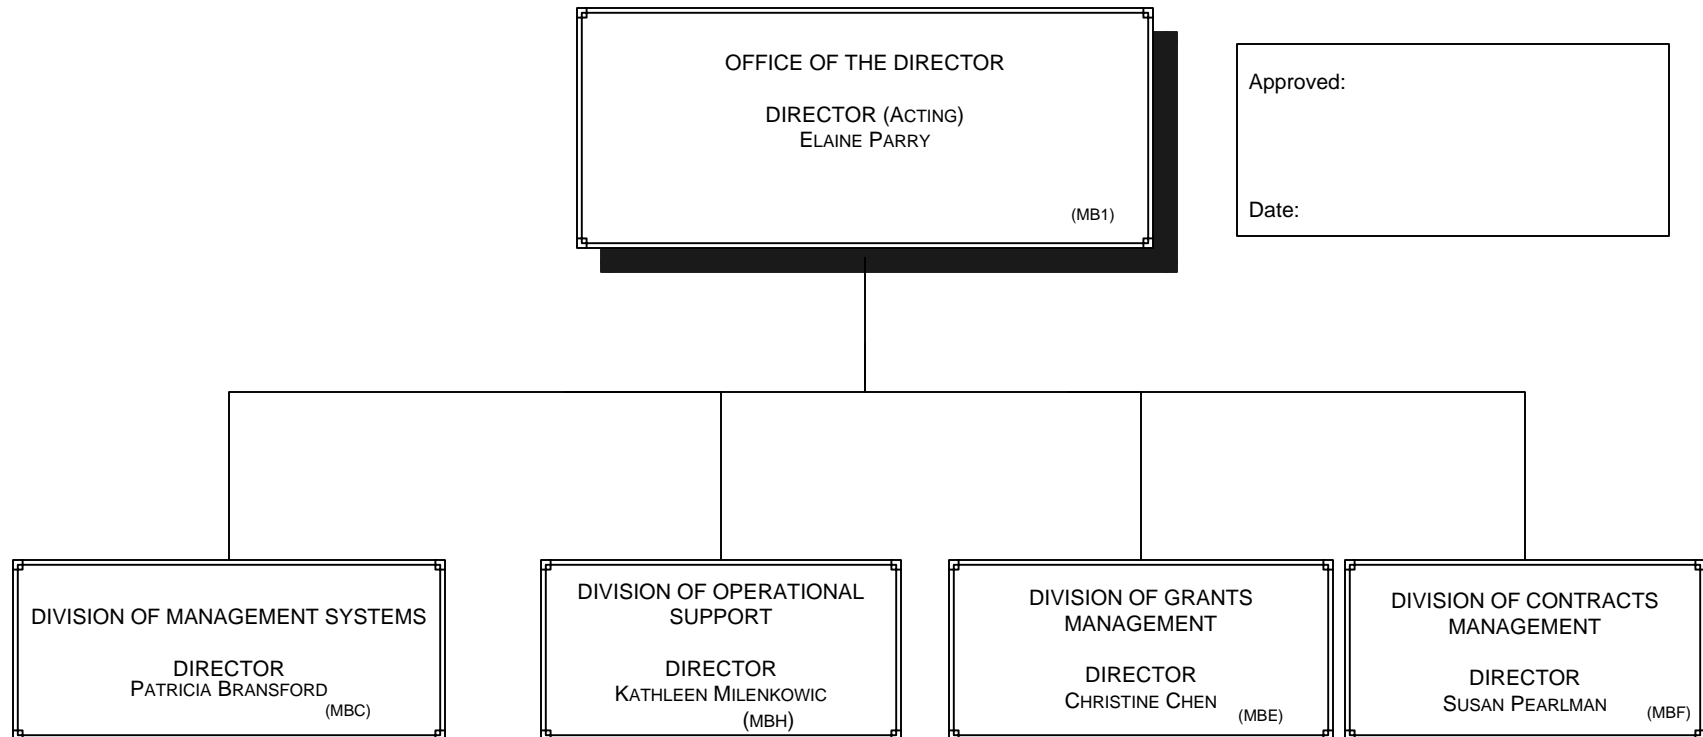 OFFICE OF THE DIRECTOR
DIRECTOR (ACTING)
ELAINE PARRY
(MB1)
Approved:
Date:
DIVISION OF MANAGEMENT SYSTEMS
DIRECTOR
PATRICIA BRANSFORD
(MBC)
DIVISION OF OPERATIONAL
SUPPORT
DIRECTOR
KATHLEEN MILENKOWIC
(MBH)
DIVISION OF GRANTS
MANAGEMENT
DIRECTOR
CHRISTINE CHEN
(MBE)
DIVISION OF CONTRACTS
MANAGEMENT
DIRECTOR
SUSAN PEARLMAN
(MBF)